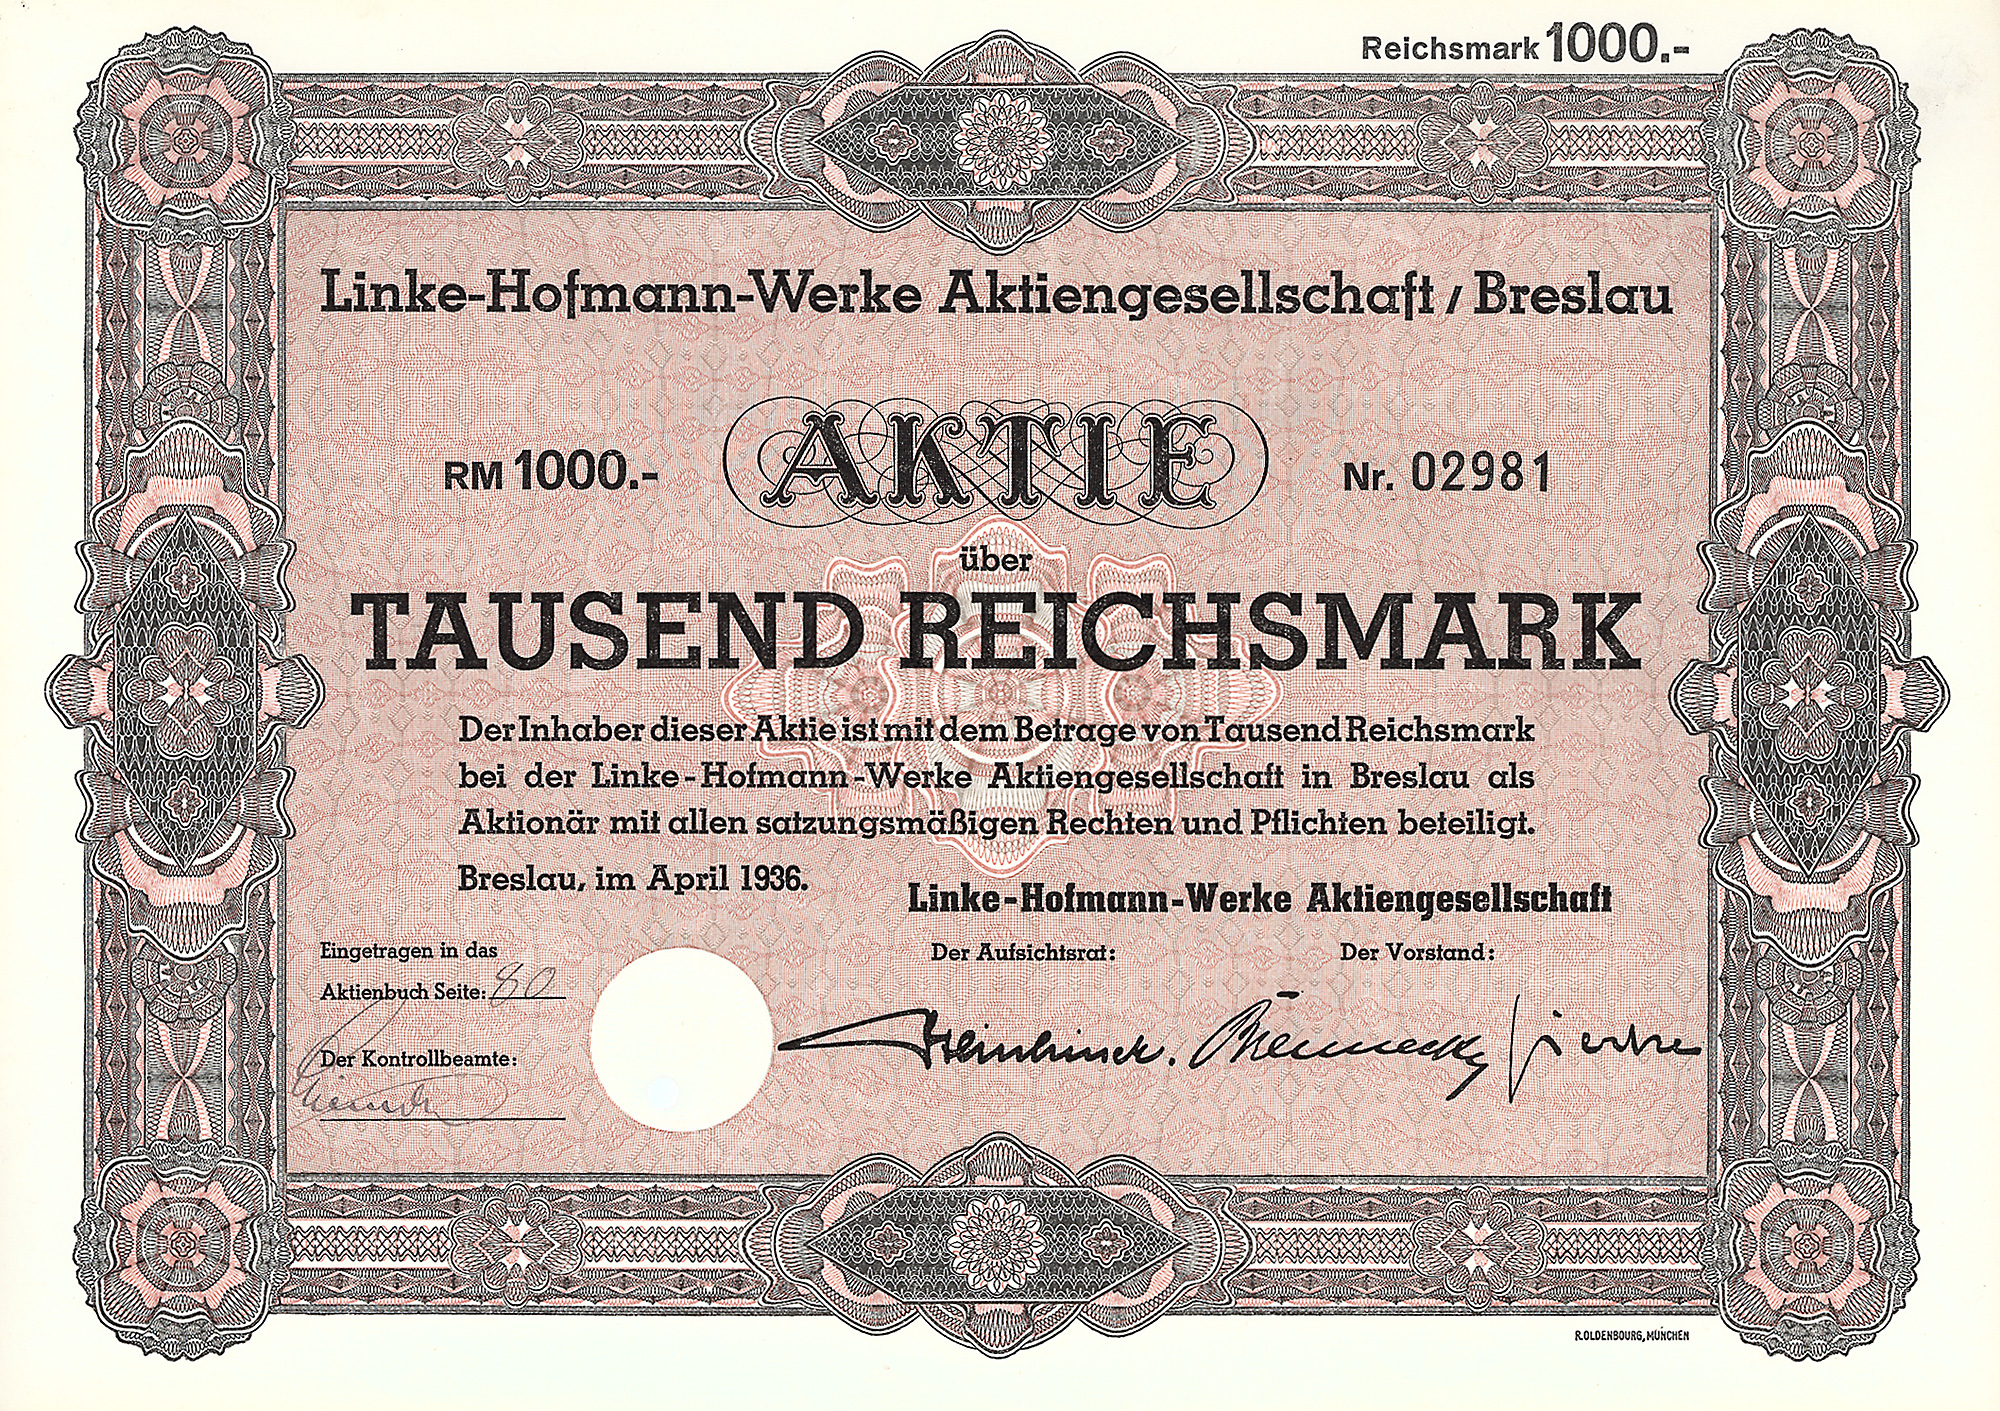 Reichsmark 1000.-
Linke-Hofmann-Werke Aktiengesellschaft / Breslau
RM 1000.- AKTIE Nr. 02981
über
TAUSEND REICHSMARK
Der Inhaber dieser Aktie ist mit dem Betrage von Tausend Reichsmark
bei der Linke-Hofmann-Werke Aktiengesellschaft in Breslau als
Aktionär mit allen satzungsmäßigen Rechten und Pflichten beteiligt.
Breslau, im April 1936.
Linke-Hofmann-Werke Aktiengesellschaft
Eingetragen in das
Aktienbuch Seite: 80
Der Kontrollbeamte:
Der Aufsichtsrat: Der Vorstand:
R. OLDENBOURG, MÜNCHEN